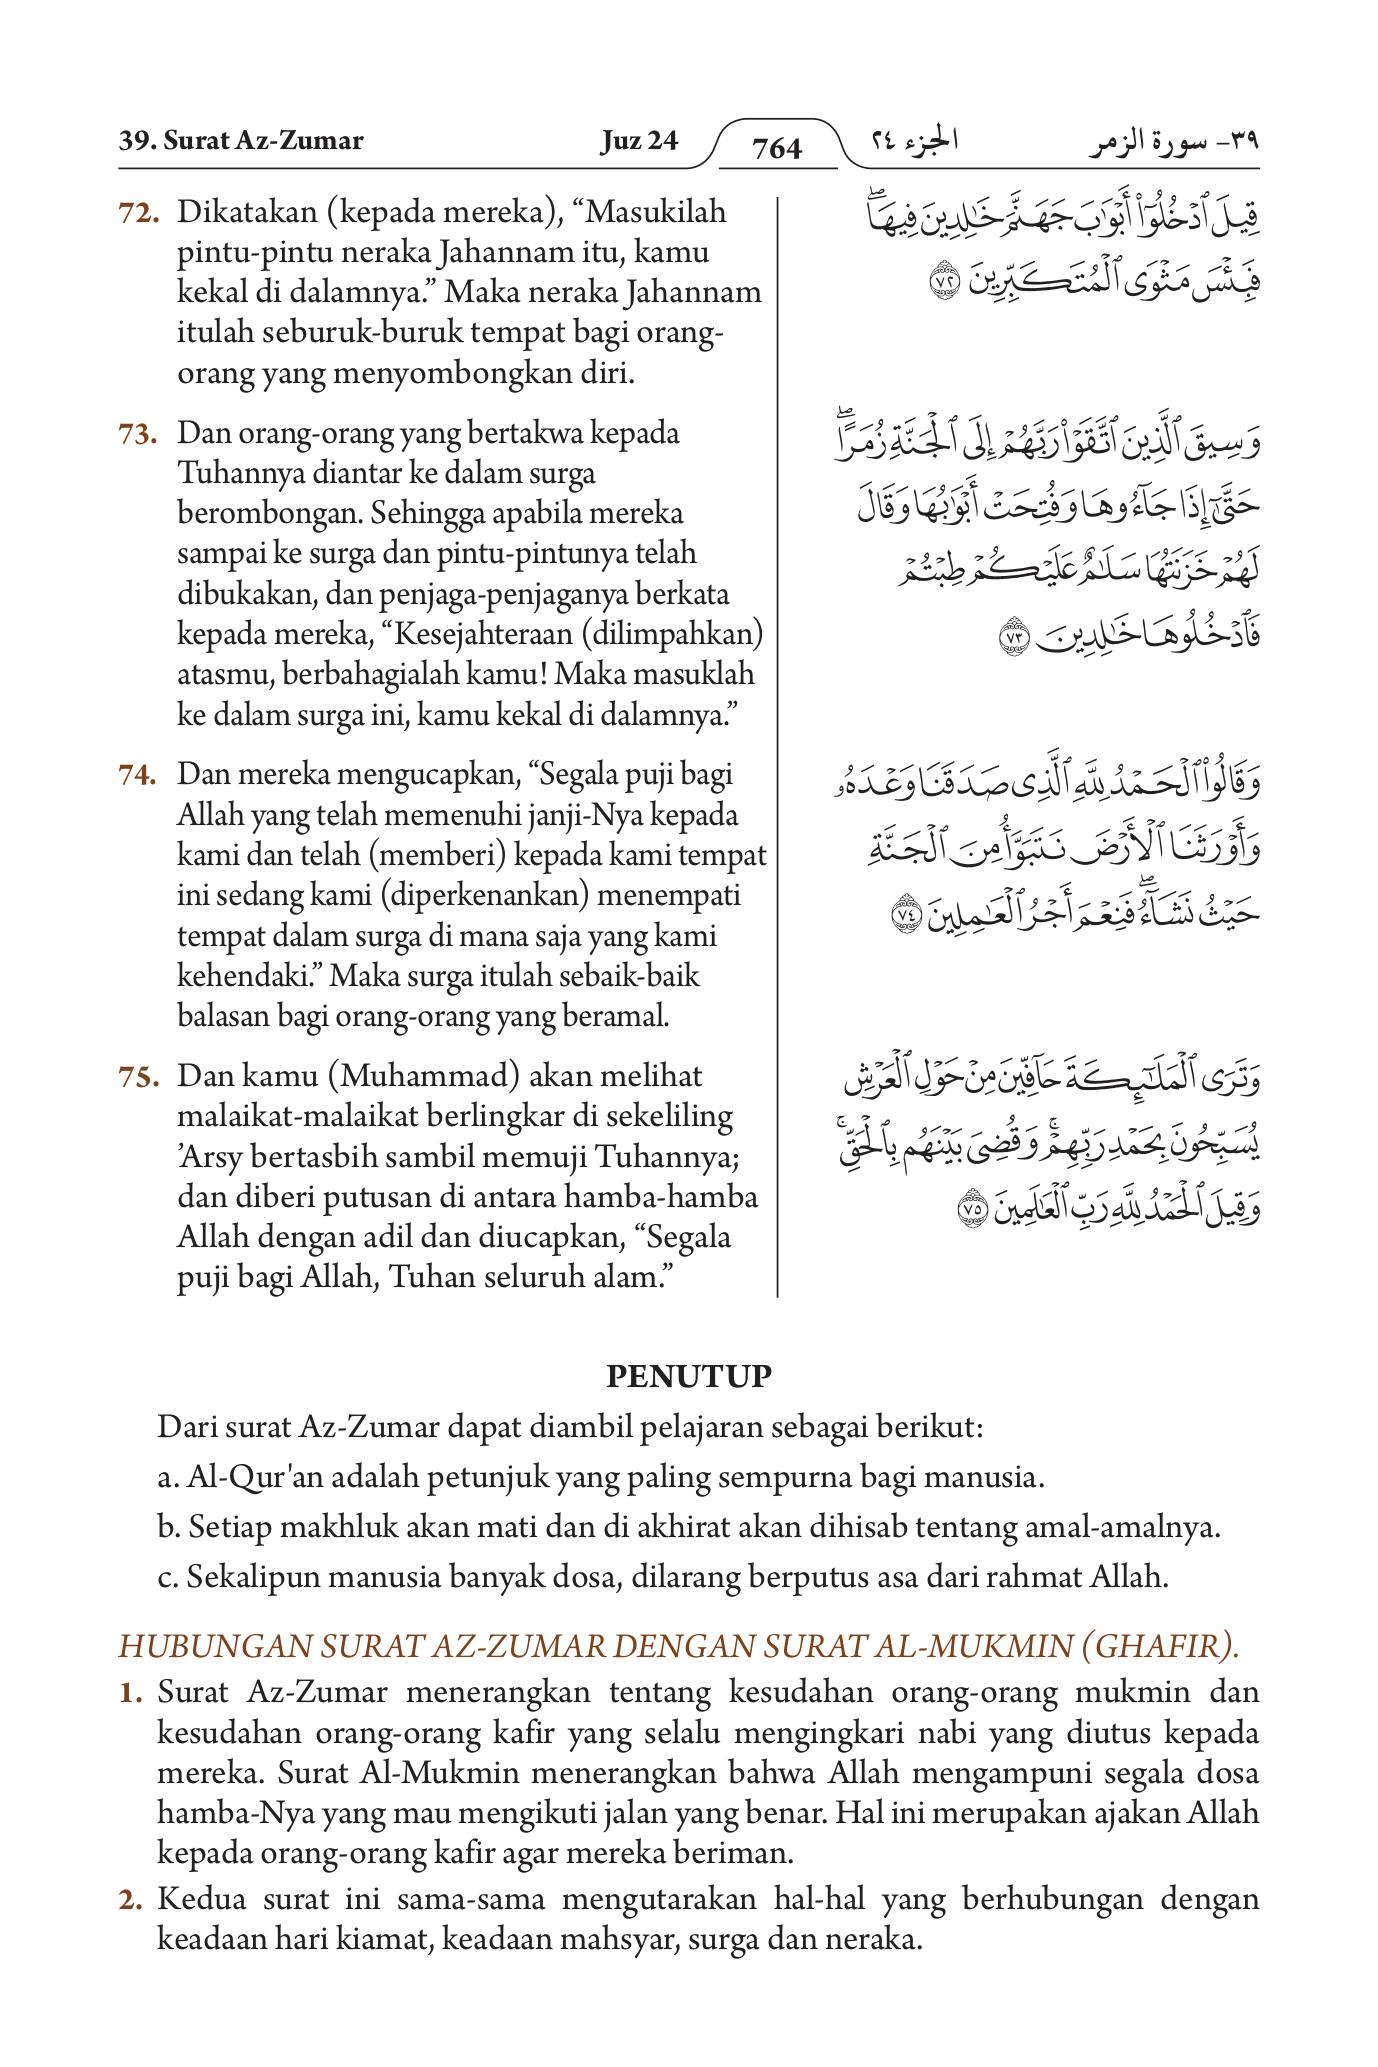 39. Surat Az-Zumar Juz 24 764 الجزء ٢٤ ٣٩- سورة الزمر
72. Dikatakan (kepada mereka), “Masukilah
pintu-pintu neraka Jahannam itu, kamu
kekal di dalamnya.” Maka neraka Jahannam
itulah seburuk-buruk tempat bagi orang-
orang yang menyombongkan diri.
قِيلَ ٱدْخُلُوٓا۟ أَبْوَٰبَ جَهَنَّمَ خَٰلِدِينَ فِيهَا ۖ
فَبِئْسَ مَثْوَى ٱلْمُتَكَبِّرِينَ ٧٢
73. Dan orang-orang yang bertakwa kepada
Tuhannya diantar ke dalam surga
berombongan. Sehingga apabila mereka
sampai ke surga dan pintu-pintunya telah
dibukakan, dan penjaga-penjaganya berkata
kepada mereka, “Kesejahteraan (dilimpahkan)
atasmu, berbahagialah kamu! Maka masuklah
ke dalam surga ini, kamu kekal di dalamnya.”
وَسِيقَ ٱلَّذِينَ ٱتَّقَوْا۟ رَبَّهُمْ إِلَى ٱلْجَنَّةِ زُمَرًا ۖ
حَتَّىٰٓ إِذَا جَآءُوهَا وَفُتِحَتْ أَبْوَٰبُهَا وَقَالَ
لَهُمْ خَزَنَتُهَا سَلَٰمٌ عَلَيْكُمْ طِبْتُمْ
فَٱدْخُلُوهَا خَٰلِدِينَ ٧٣
74. Dan mereka mengucapkan, “Segala puji bagi
Allah yang telah memenuhi janji-Nya kepada
kami dan telah (memberi) kepada kami tempat
ini sedang kami (diperkenankan) menempati
tempat dalam surga di mana saja yang kami
kehendaki.” Maka surga itulah sebaik-baik
balasan bagi orang-orang yang beramal.
وَقَالُوا۟ ٱلْحَمْدُ لِلَّهِ ٱلَّذِى صَدَقَنَا وَعْدَهُۥ
وَأَوْرَثَنَا ٱلْأَرْضَ نَتَبَوَّأُ مِنَ ٱلْجَنَّةِ
حَيْثُ نَشَآءُ ۖ فَنِعْمَ أَجْرُ ٱلْعَٰمِلِينَ ٧٤
75. Dan kamu (Muhammad) akan melihat
malaikat-malaikat berlingkar di sekeliling
’Arsy bertasbih sambil memuji Tuhannya;
dan diberi putusan di antara hamba-hamba
Allah dengan adil dan diucapkan, “Segala
puji bagi Allah, Tuhan seluruh alam.”
وَتَرَى ٱلْمَلَٰٓئِكَةَ حَآفِّينَ مِنْ حَوْلِ ٱلْعَرْشِ
يُسَبِّحُونَ بِحَمْدِ رَبِّهِمْ ۖ وَقُضِىَ بَيْنَهُم بِٱلْحَقِّ ۚ
وَقِيلَ ٱلْحَمْدُ لِلَّهِ رَبِّ ٱلْعَٰلَمِينَ ٧٥
PENUTUP
Dari surat Az-Zumar dapat diambil pelajaran sebagai berikut:
a. Al-Qur'an adalah petunjuk yang paling sempurna bagi manusia.
b. Setiap makhluk akan mati dan di akhirat akan dihisab tentang amal-amalnya.
c. Sekalipun manusia banyak dosa, dilarang berputus asa dari rahmat Allah.
HUBUNGAN SURAT AZ-ZUMAR DENGAN SURAT AL-MUKMIN (GHAFIR).
1. Surat Az-Zumar menerangkan tentang kesudahan orang-orang mukmin dan
kesudahan orang-orang kafir yang selalu mengingkari nabi yang diutus kepada
mereka. Surat Al-Mukmin menerangkan bahwa Allah mengampuni segala dosa
hamba-Nya yang mau mengikuti jalan yang benar. Hal ini merupakan ajakan Allah
kepada orang-orang kafir agar mereka beriman.
2. Kedua surat ini sama-sama mengutarakan hal-hal yang berhubungan dengan
keadaan hari kiamat, keadaan mahsyar, surga dan neraka.